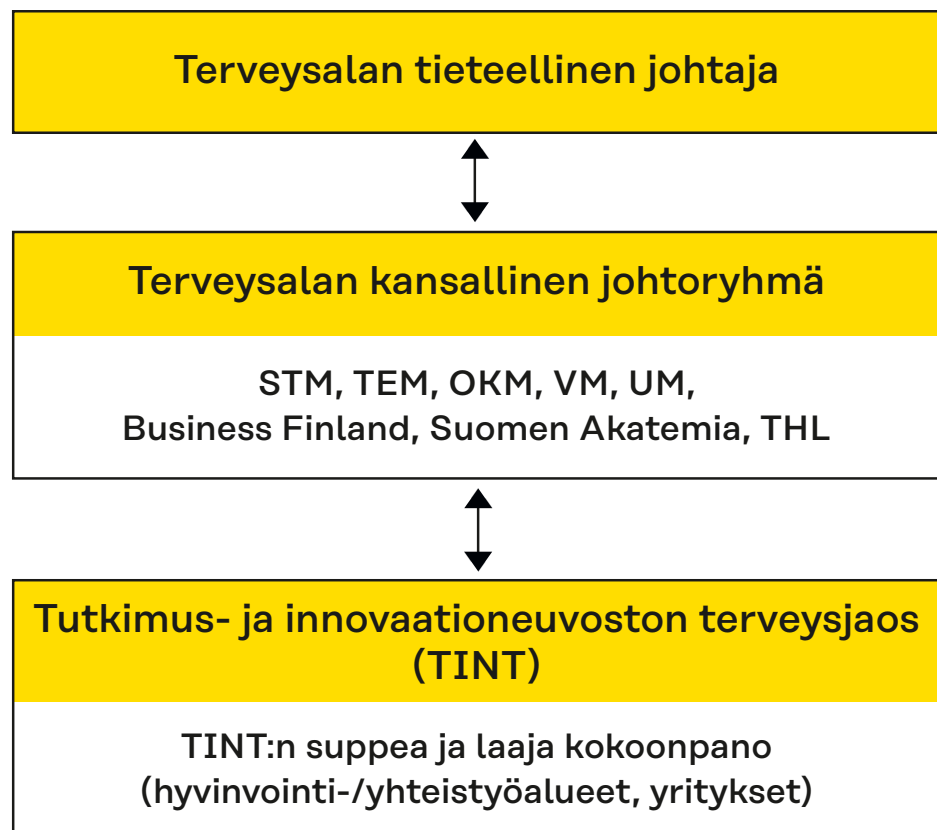 Terveysalan tieteellinen johtaja
Terveysalan kansallinen johtoryhmä
STM, TEM, OKM, VM, UM,
Business Finland, Suomen Akatemia, THL
Tutkimus- ja innovaationeuvoston terveysjaos
(TINT)
TINT:n suppea ja laaja kokoonpano
(hyvinvointi-/yhteistyöalueet, yritykset)